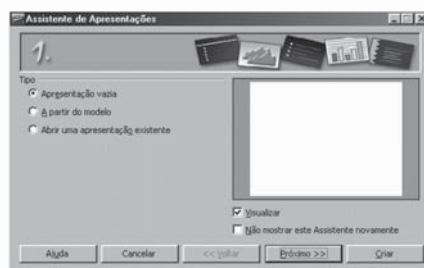 Assistente de Apresentações
1.
Tipo
Apresentação vazia
A partir do modelo
Abrir uma apresentação existente
Visualizar
Não mostrar este Assistente novamente
Ajuda
Cancelar
<< Voltar
Próximo >>
Criar